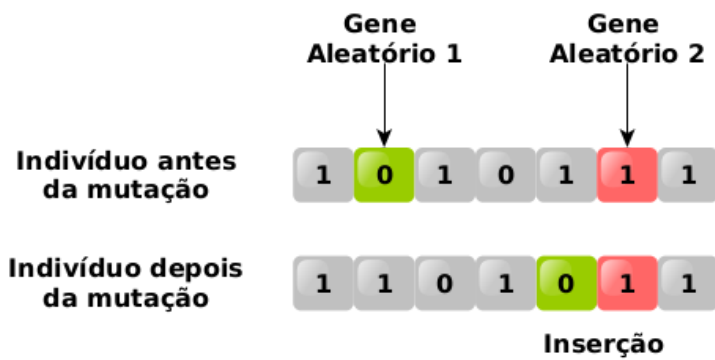 Gene
Aleatório 1
Gene
Aleatório 2
Indivíduo antes
da mutação
1 0 1 0 1 1 1
Indivíduo depois
da mutação
1 1 0 1 0 1 1
Inserção